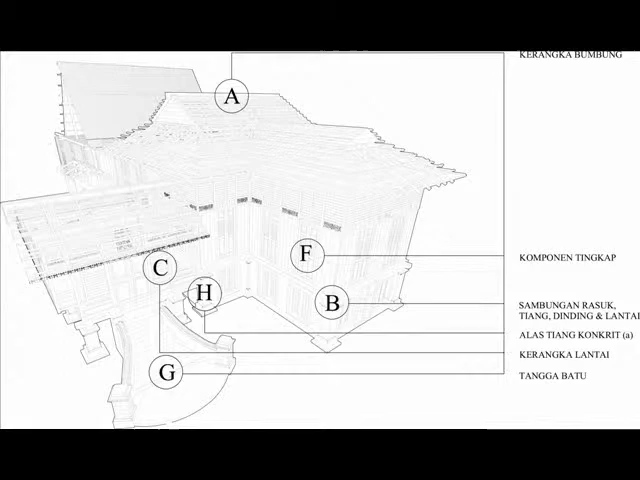 KERANGKA BUMBUNG
A
F
KOMPONEN TINGKAP
C
H
B
SAMBUNGAN RASUK,
TIANG, DINDING & LANTAI
ALAS TIANG KONKRIT (a)
KERANGKA LANTAI
G
TANGGA BATU